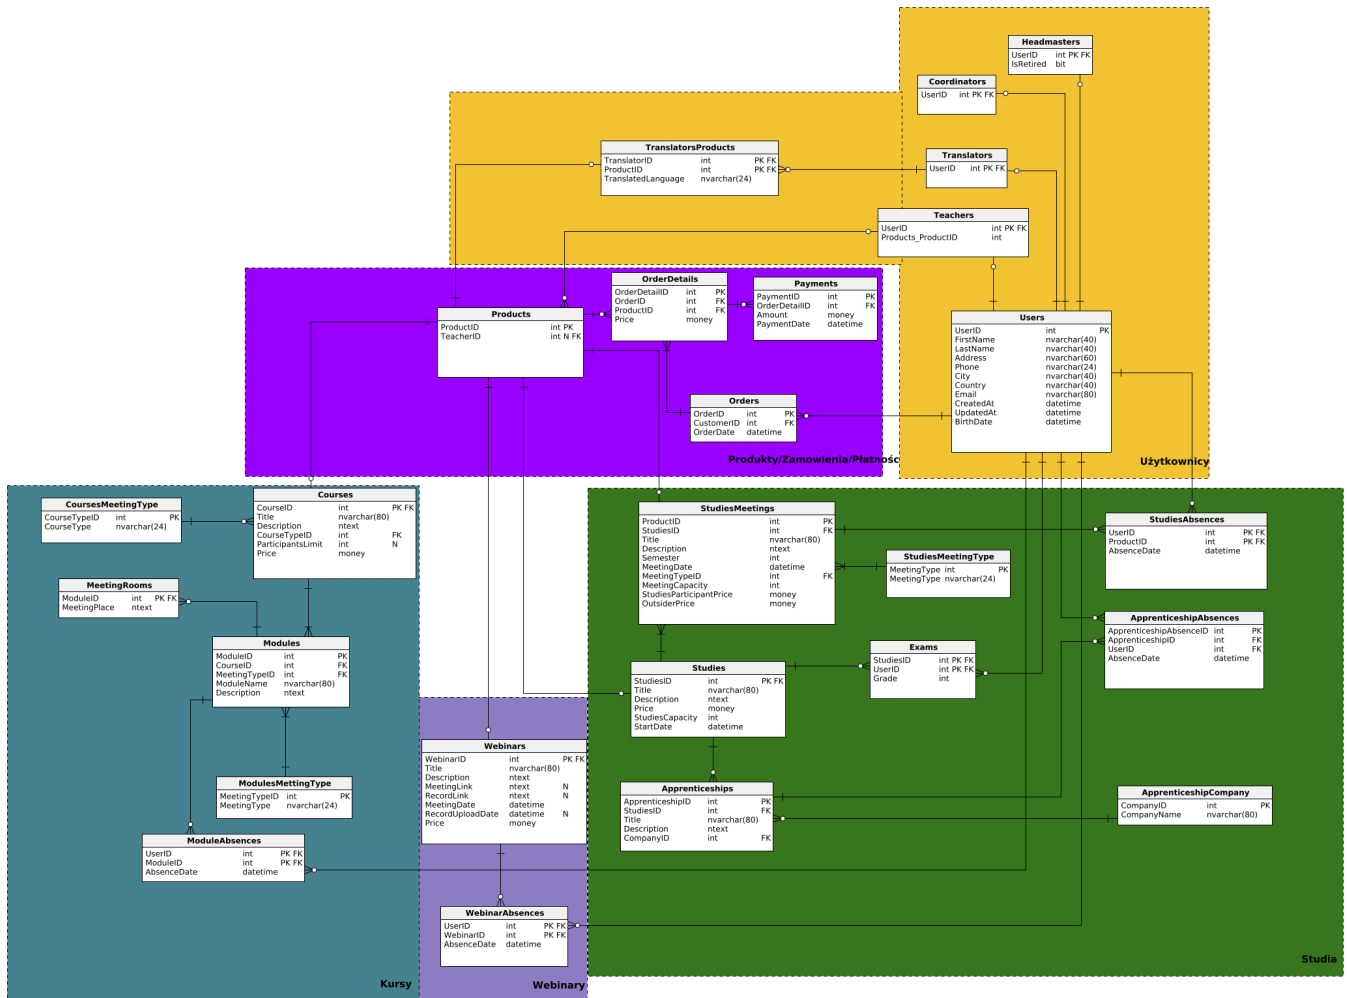 Headmasters
UserID int PK FK
IsRetired bit
Coordinators
UserID int PK FK
TranslatorsProducts
TranslatorID int PK FK
ProductID int PK FK
TranslatedLanguage nvarchar(24)
Translators
UserID int PK FK
Teachers
UserID int PK FK
Products_ProductID int
OrderDetails
OrderDetailID int PK
OrderID int FK
ProductID int FK
Price money
Payments
PaymentID int PK
OrderDetailID int FK
Amount money
PaymentDate datetime
Products
ProductID int PK
TeacherID int N FK
Users
UserID int PK
FirstName nvarchar(40)
LastName nvarchar(40)
Address nvarchar(60)
Phone nvarchar(24)
City nvarchar(40)
Country nvarchar(40)
Email nvarchar(80)
CreatedAt datetime
UpdatedAt datetime
BirthDate datetime
Orders
OrderID int PK
CustomerID int FK
OrderDate datetime
Produkty/Zamowienia/Płatnośc
Użytkownicy
CoursesMeetingType
CourseTypeID int PK
CourseType nvarchar(24)
Courses
CourseID int PK FK
Title nvarchar(80)
Description ntext
CourseTypeID int FK
ParticipantsLimit int N
Price money
MeetingRooms
ModuleID int PK FK
MeetingPlace ntext
Modules
ModuleID int PK
CourseID int FK
MeetingTypeID int FK
ModuleName nvarchar(80)
Description ntext
ModulesMettingType
MeetingTypeID int PK
MeetingType nvarchar(24)
ModuleAbsences
UserID int PK FK
ModuleID int PK FK
AbsenceDate datetime
Kursy
Webinars
WebinarID int PK FK
Title nvarchar(80)
Description ntext
MeetingLink ntext N
RecordLink ntext N
MeetingDate datetime
RecordUploadDate datetime N
Price money
WebinarAbsences
UserID int PK FK
WebinarID int PK FK
AbsenceDate datetime
Webinary
StudiesMeetings
ProductID int PK
StudiesID int FK
Title nvarchar(80)
Description ntext
Semester int
MeetingDate datetime
MeetingTypeID int FK
MeetingCapacity int
StudiesParticipantPrice money
OutsiderPrice money
StudiesAbsences
UserID int PK FK
ProductID int PK FK
AbsenceDate datetime
StudiesMeetingType
MeetingType int PK
MeetingType nvarchar(24)
ApprenticeshipAbsences
ApprenticeshipAbsenceID int PK
ApprenticeshipID int FK
UserID int FK
AbsenceDate datetime
Exams
StudiesID int PK FK
UserID int PK FK
Grade int
Studies
StudiesID int PK FK
Title nvarchar(80)
Description ntext
Price money
StudiesCapacity int
StartDate datetime
Apprenticeships
ApprenticeshipID int PK
StudiesID int FK
Title nvarchar(80)
Description ntext
CompanyID int FK
ApprenticeshipCompany
CompanyID int PK
CompanyName nvarchar(80)
Studia